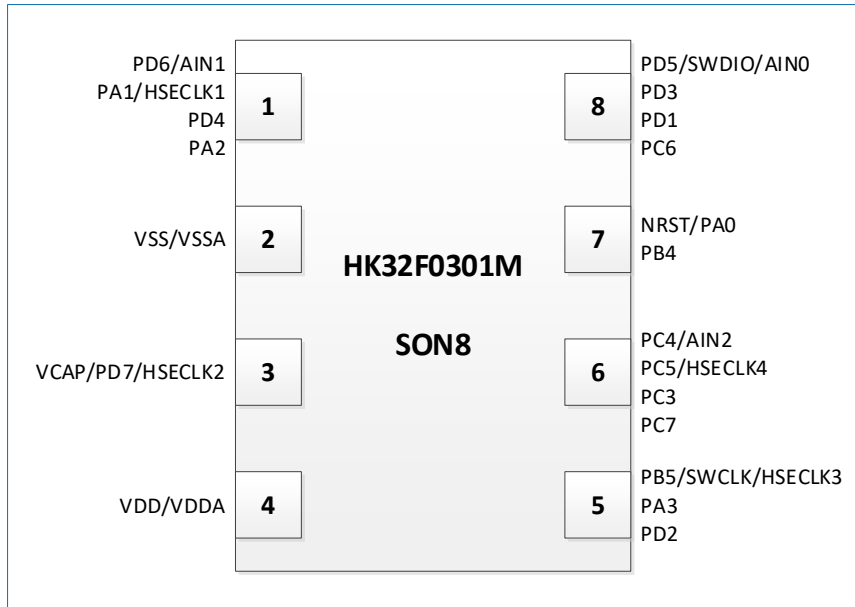 PD6/AIN1
PA1/HSECLK1
PD4
PA2
1
VSS/VSSA
2
VCAP/PD7/HSECLK2
3
VDD/VDDA
4
HK32F0301M
SON8
8
PD5/SWDIO/AIN0
PD3
PD1
PC6
7
NRST/PA0
PB4
6
PC4/AIN2
PC5/HSECLK4
PC3
PC7
5
PB5/SWCLK/HSECLK3
PA3
PD2